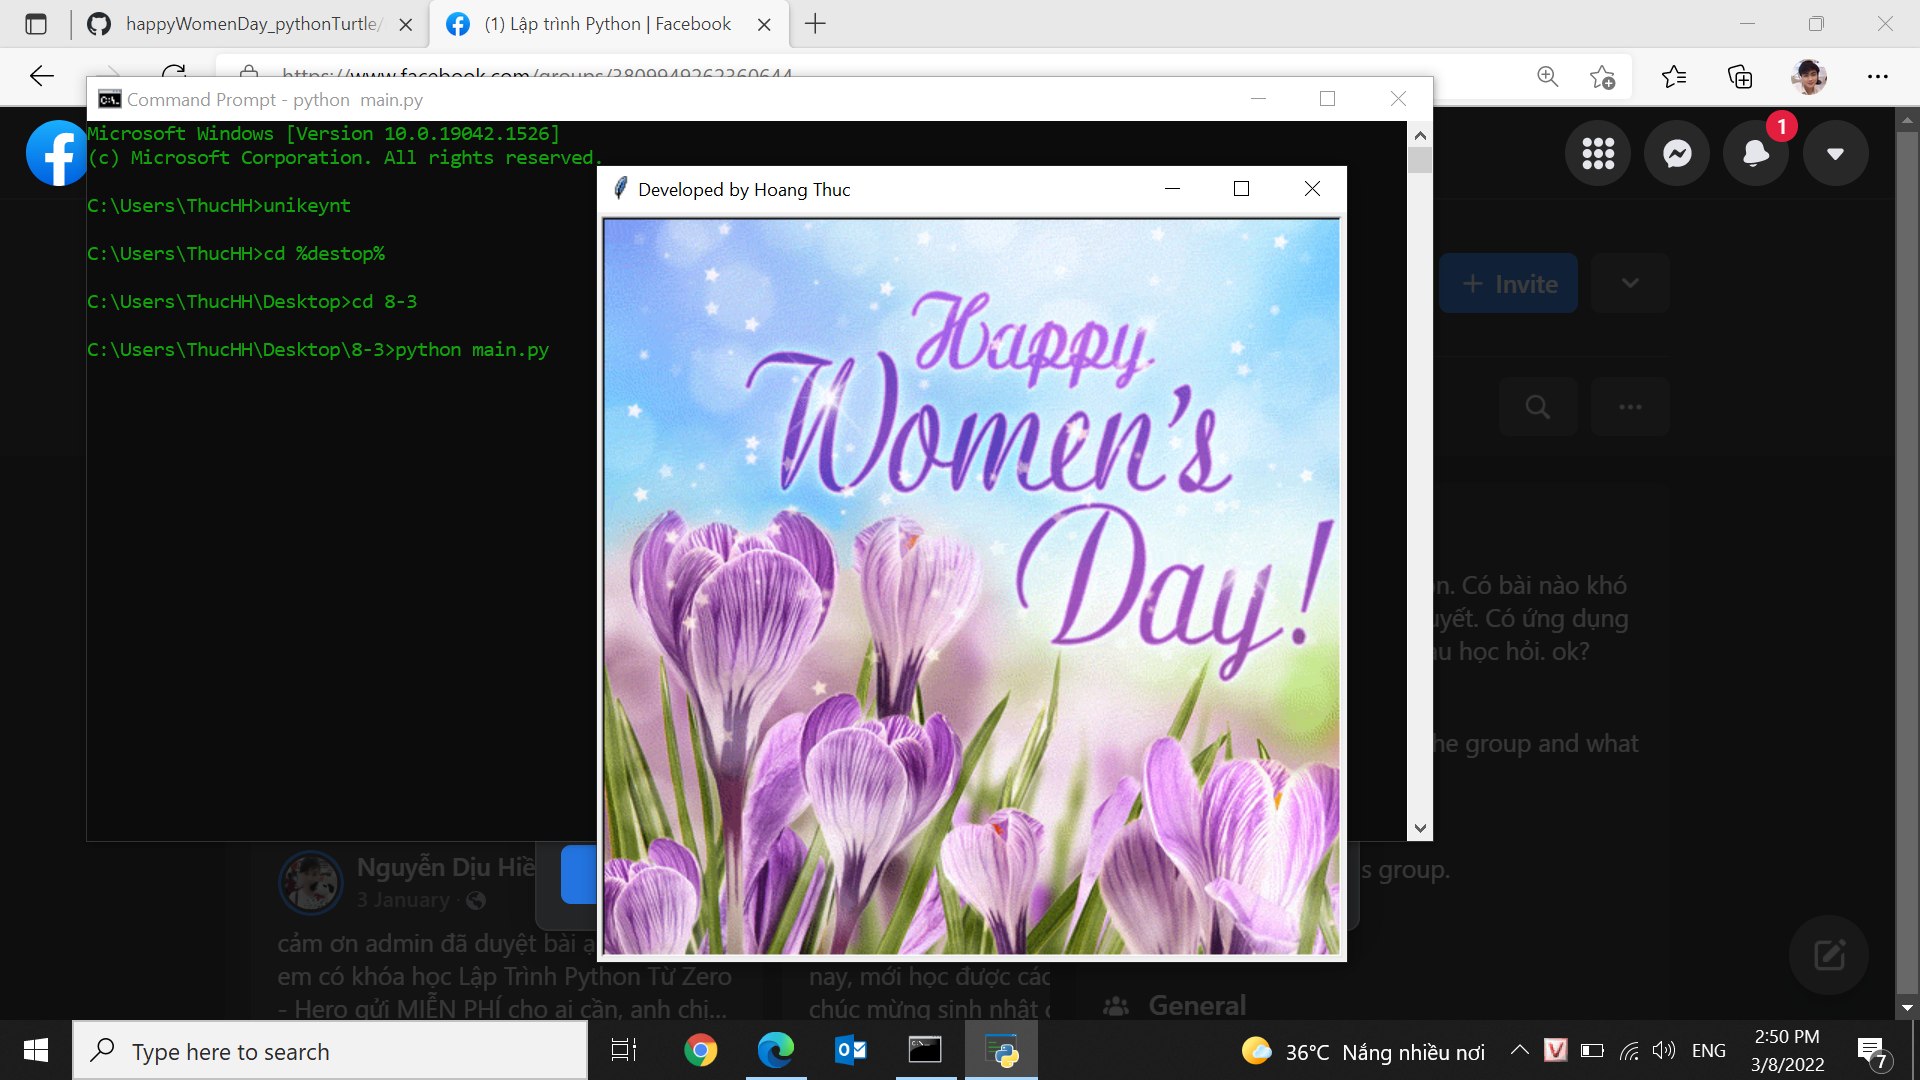 happyWomenDay_pythonTurtle/
(1) Lập trình Python | Facebook
https://www.facebook.com/groups/3809949262360644
Command Prompt - python  main.py
Microsoft Windows [Version 10.0.19042.1526]
(c) Microsoft Corporation. All rights reserved.
C:\Users\ThucHH>unikeynt
C:\Users\ThucHH>cd %destop%
C:\Users\ThucHH\Desktop>cd 8-3
C:\Users\ThucHH\Desktop\8-3>python main.py
Developed by Hoang Thuc
Happy
Women's
Day!
1
+ Invite
n. Có bài nào khó
uyết. Có ứng dụng
au học hỏi. ok?
he group and what
s group.
General
Nguyễn Dịu Hiề
3 January ·
cảm ơn admin đã duyệt bài ạ
em có khóa học Lập Trình Python Từ Zero
- Hero gửi MIỄN PHÍ cho ai cần, anh chị...
nay, mới học được các
chúc mừng sinh nhật
Type here to search
36°C Nắng nhiều nơi
ENG
2:50 PM
3/8/2022
7